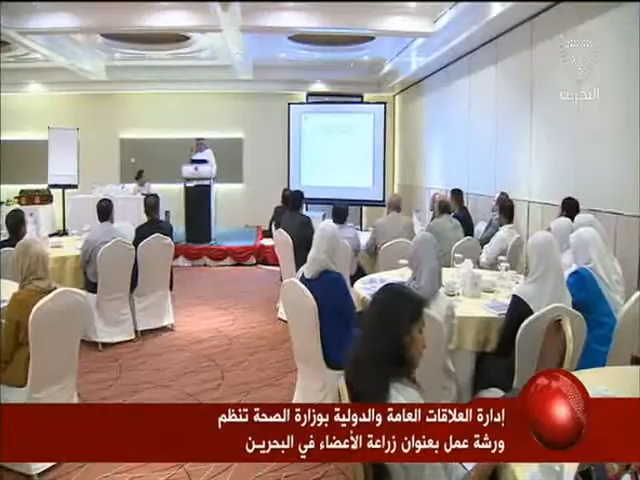 البحرين
إدارة العلاقات العامة والدولية بوزارة الصحة تنظم
ورشة عمل بعنوان زراعة الأعضاء في البحرين